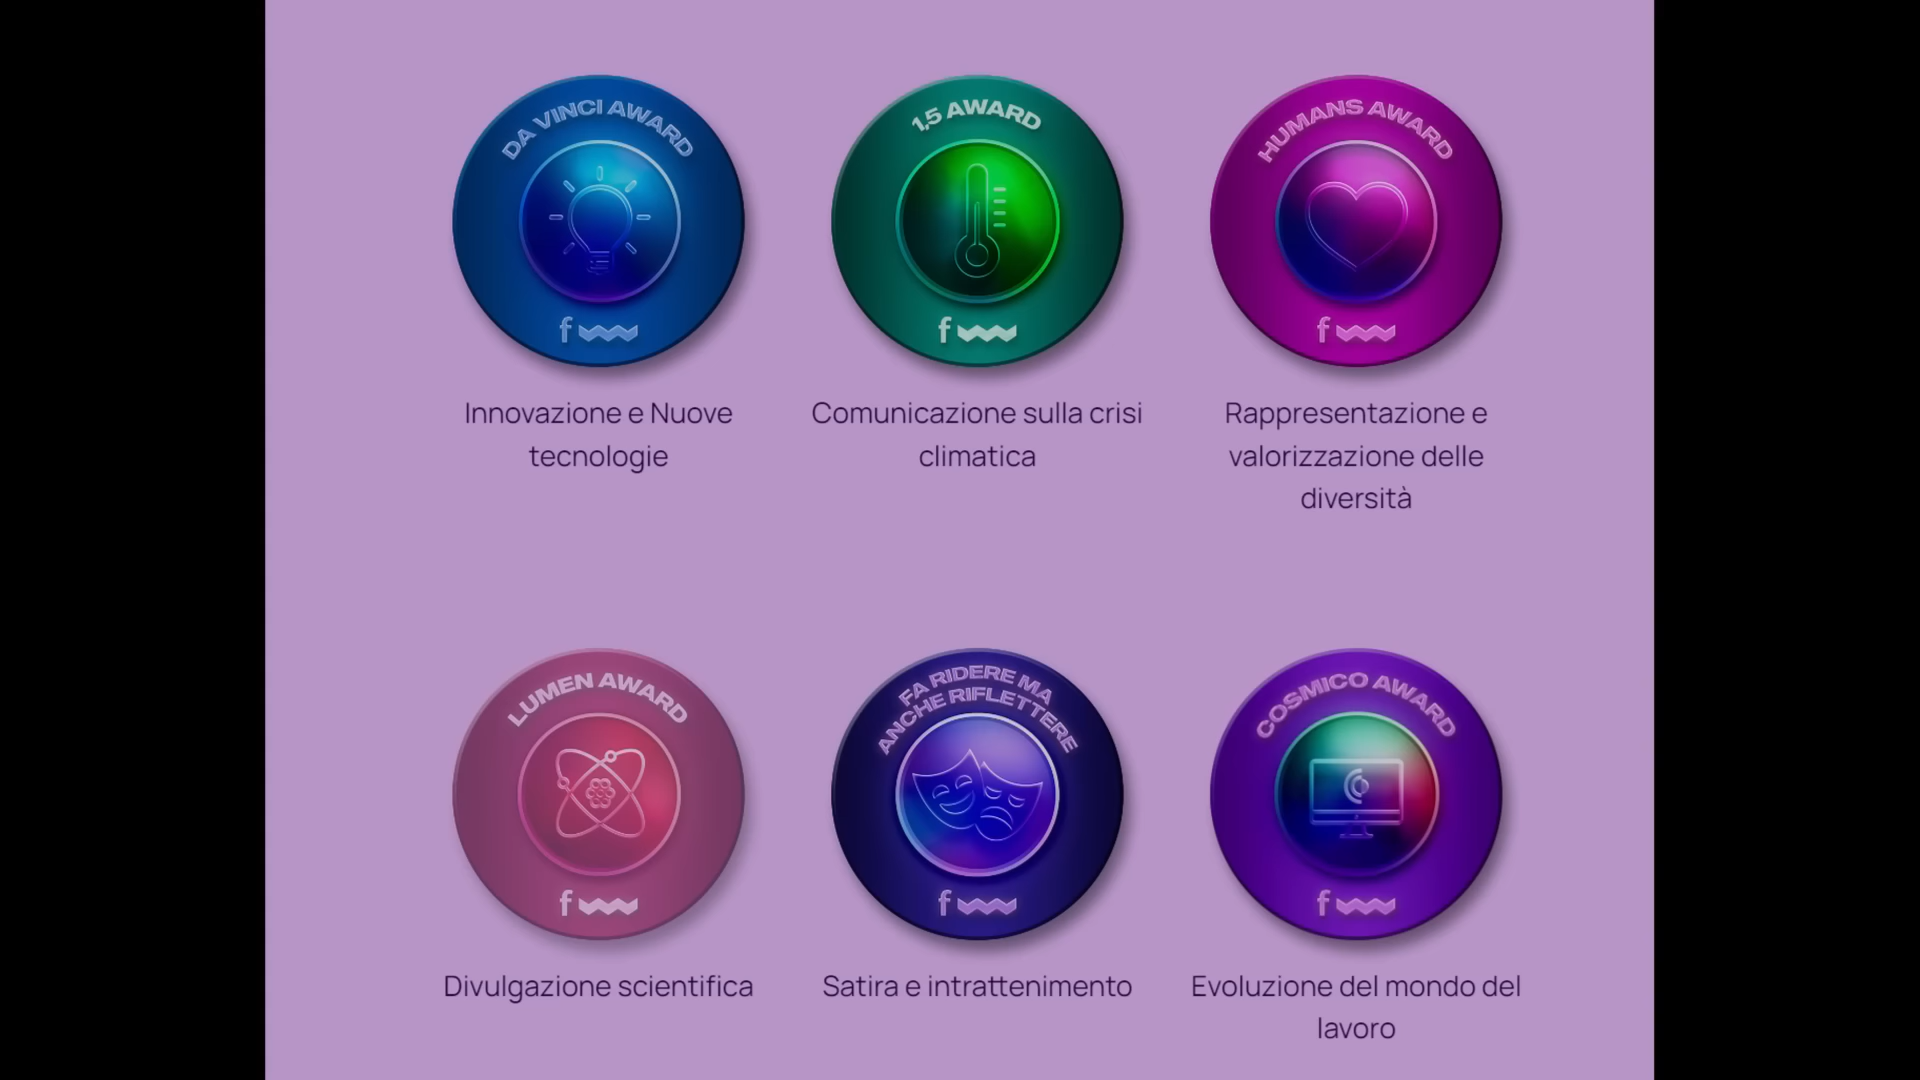 DA VINCI AWARD
f
Innovazione e Nuove
tecnologie
1,5 AWARD
f
Comunicazione sulla crisi
climatica
HUMANS AWARD
f
Rappresentazione e
valorizzazione delle
diversità
LUMEN AWARD
f
Divulgazione scientifica
FA RIDERE MA
ANCHE RIFLETTERE
f
Satira e intrattenimento
COSMICO AWARD
f
Evoluzione del mondo del
lavoro